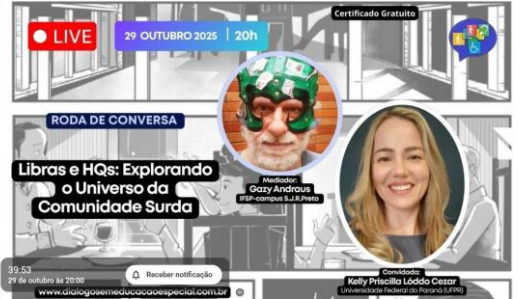 Certificado Gratuito
LIVE
29 OUTUBRO 2025 | 20h
RODA DE CONVERSA
Libras e HQs: Explorando
o Universo da
Comunidade Surda
Mediador:
Gazy Andraus
IFSP-campus S.J.R.Preto
Convidada:
Kelly Priscilla Lóddo Cezar
Universidade Federal do Paraná (UFPR)
39:53
29 de outubro às 20:00
Receber notificação
www.dialogosemeducacaoespecial.com.br